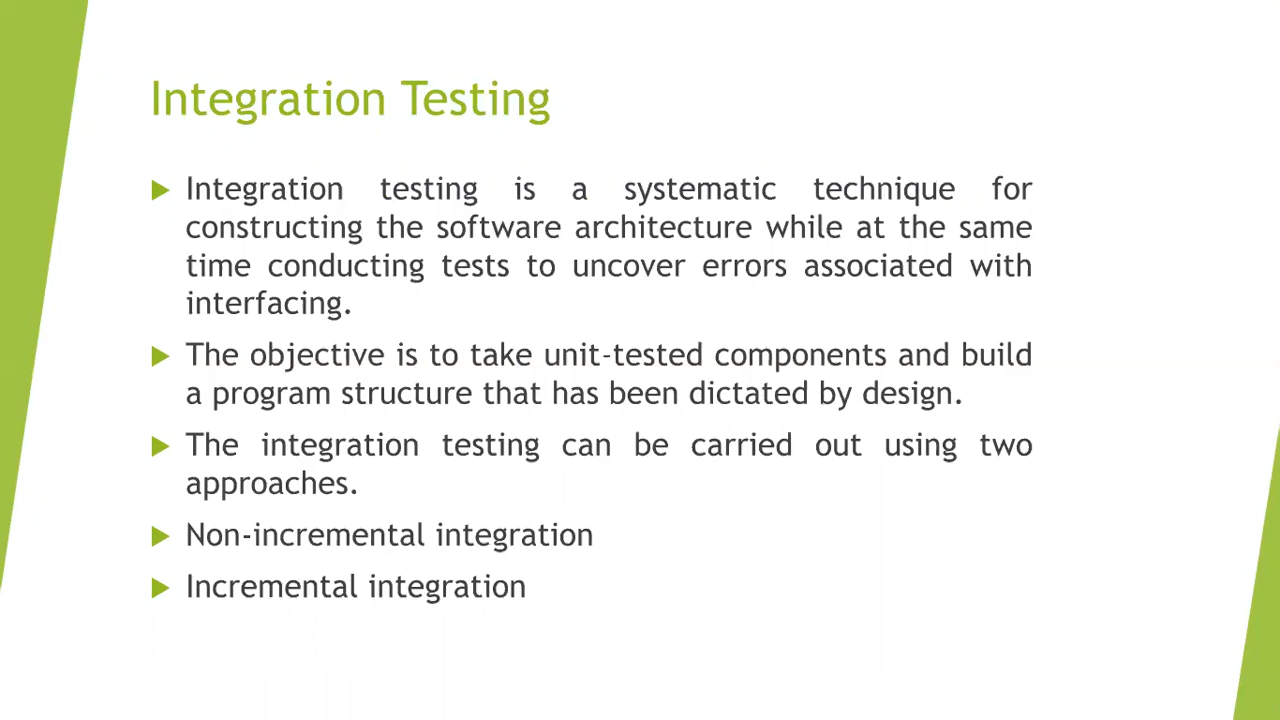 Integration Testing
Integration testing is a systematic technique for
constructing the software architecture while at the same
time conducting tests to uncover errors associated with
interfacing.
The objective is to take unit-tested components and build
a program structure that has been dictated by design.
The integration testing can be carried out using two
approaches.
Non-incremental integration
Incremental integration